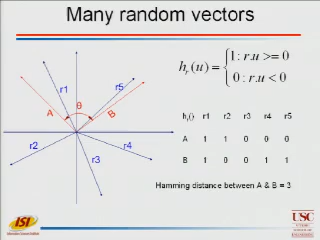 Many random vectors
r1
r5
θ
A
B
r2
r4
r3
h_r(u) = { 1 : r.u >= 0
0 : r.u < 0
h_r() r1 r2 r3 r4 r5
A 1 1 0 0 0
B 1 0 0 1 1
Hamming distance between A & B = 3
ISI
USC